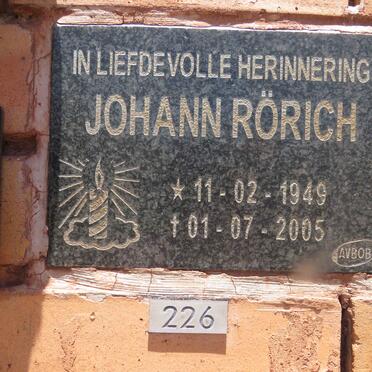 IN LIEFDEVOLLE HERINNERING
JOHANN RÖRICH
★ 11 - 02 - 1949
† 01 - 07 - 2005
AVBOB
226